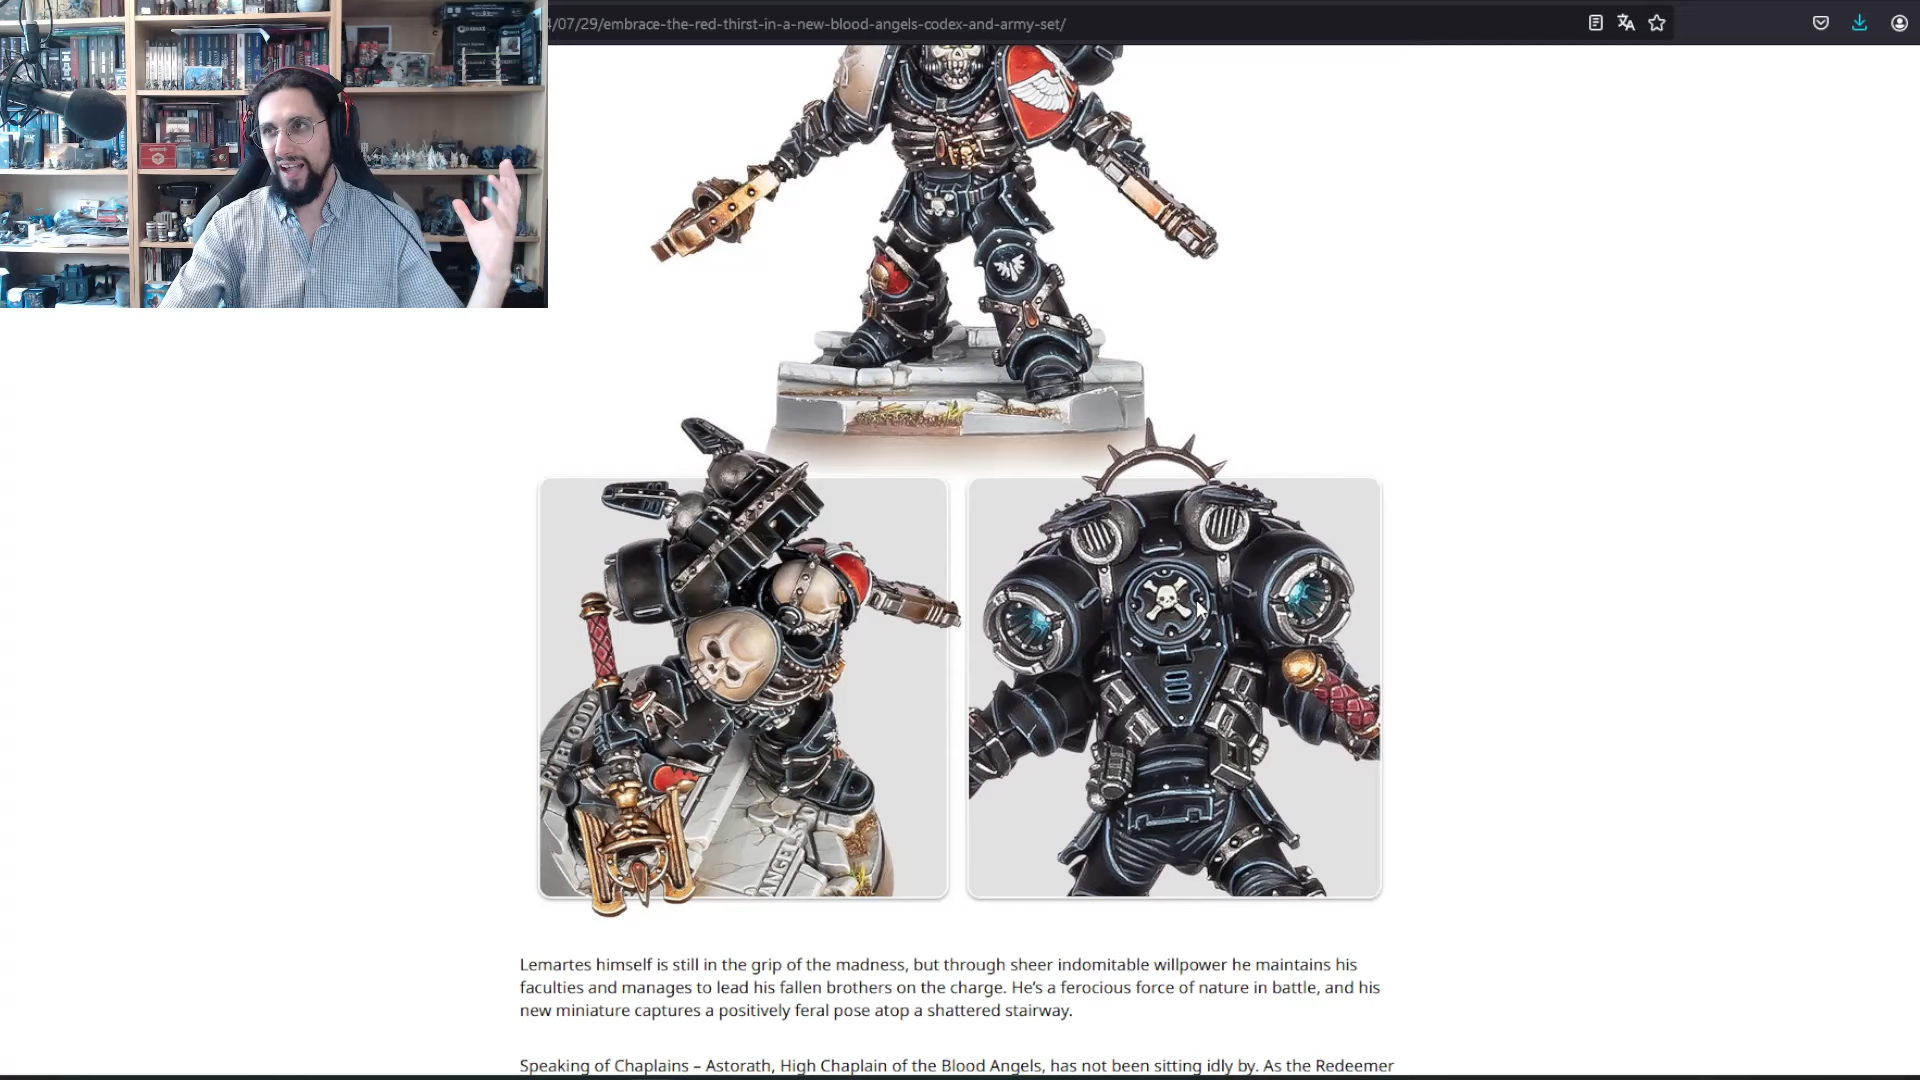 4/07/29/embrace-the-red-thirst-in-a-new-blood-angels-codex-and-army-set/
BLOOD
ANGEL
Lemartes himself is still in the grip of the madness, but through sheer indomitable willpower he maintains his
faculties and manages to lead his fallen brothers on the charge. He's a ferocious force of nature in battle, and his
new miniature captures a positively feral pose atop a shattered stairway.
Speaking of Chaplains – Astorath, High Chaplain of the Blood Angels, has not been sitting idly by. As the Redeemer